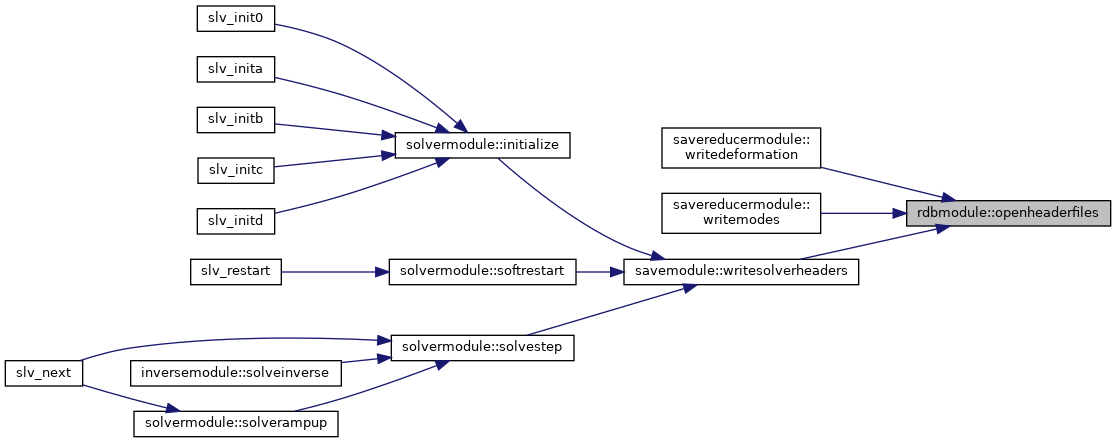 slv_init0
slv_inita
slv_initb
slv_initc
slv_initd
solvermodule::initialize
savereducermodule::
writedeformation
savereducermodule::
writemodes
rdbmodule::openheaderfiles
slv_restart
solvermodule::softrestart
savemodule::writesolverheaders
solvermodule::solvestep
slv_next
inversemodule::solveinverse
solvermodule::solverampup